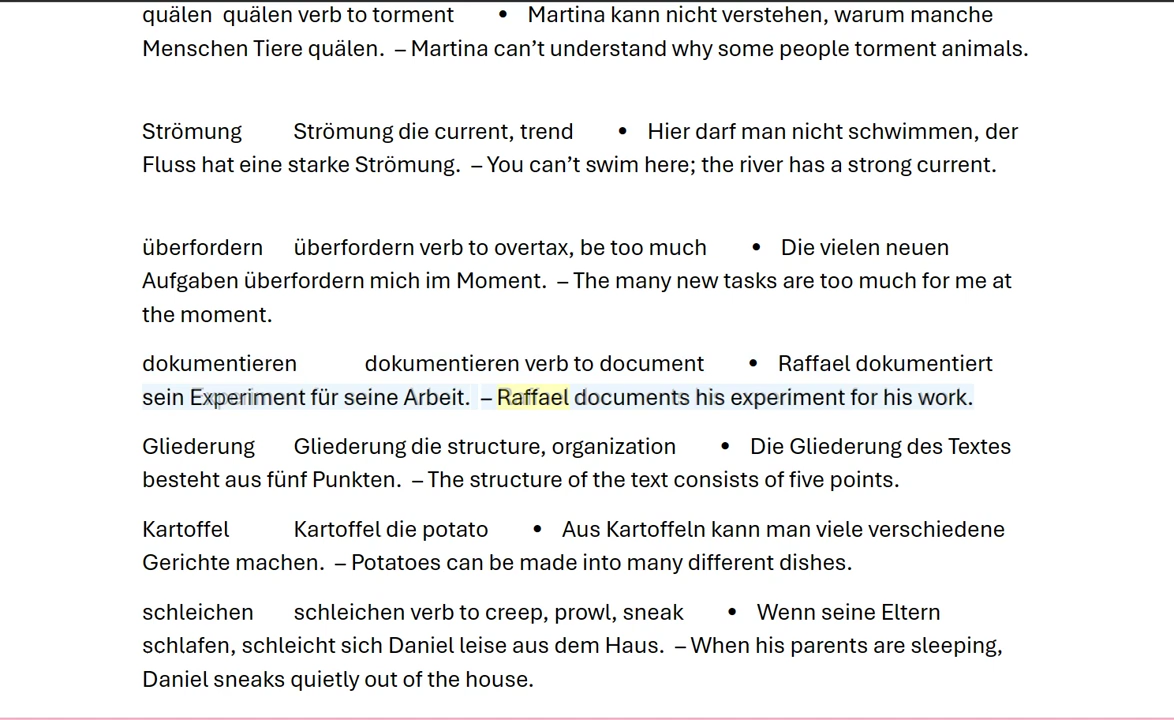 quälen quälen verb to torment • Martina kann nicht verstehen, warum manche
Menschen Tiere quälen. – Martina can’t understand why some people torment animals.
Strömung Strömung die current, trend • Hier darf man nicht schwimmen, der
Fluss hat eine starke Strömung. – You can’t swim here; the river has a strong current.
überfordern überfordern verb to overtax, be too much • Die vielen neuen
Aufgaben überfordern mich im Moment. – The many new tasks are too much for me at
the moment.
dokumentieren dokumentieren verb to document • Raffael dokumentiert
sein Experiment für seine Arbeit. – Raffael documents his experiment for his work.
Gliederung Gliederung die structure, organization • Die Gliederung des Textes
besteht aus fünf Punkten. – The structure of the text consists of five points.
Kartoffel Kartoffel die potato • Aus Kartoffeln kann man viele verschiedene
Gerichte machen. – Potatoes can be made into many different dishes.
schleichen schleichen verb to creep, prowl, sneak • Wenn seine Eltern
schlafen, schleicht sich Daniel leise aus dem Haus. – When his parents are sleeping,
Daniel sneaks quietly out of the house.